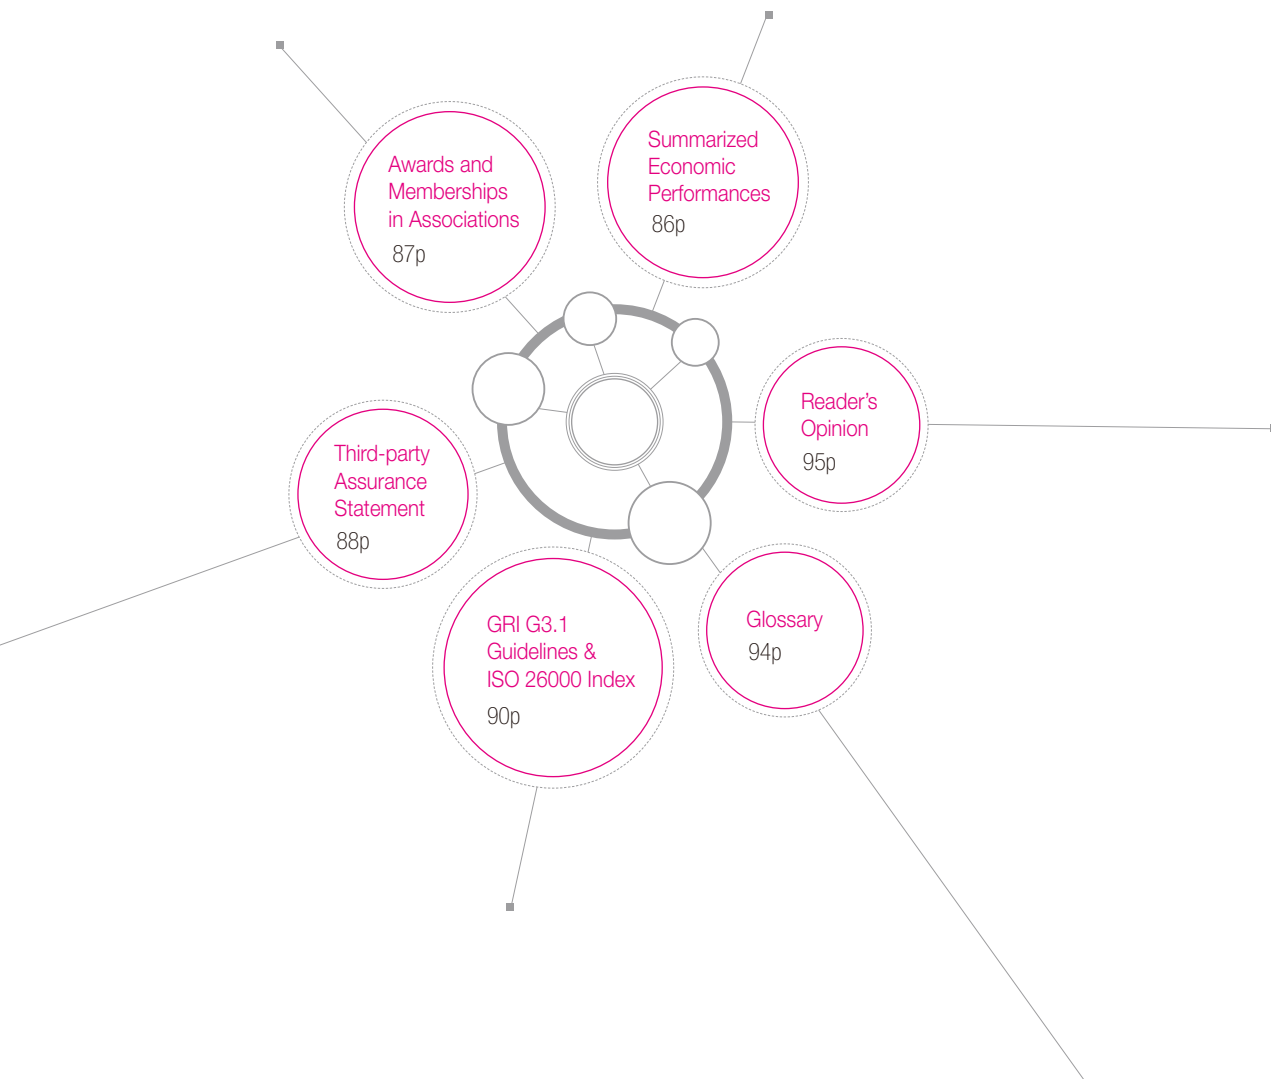 Summarized
Economic
Performances
86p
Awards and
Memberships
in Associations
87p
Third-party
Assurance
Statement
88p
GRI G3.1
Guidelines &
ISO 26000 Index
90p
Glossary
94p
Reader’s
Opinion
95p